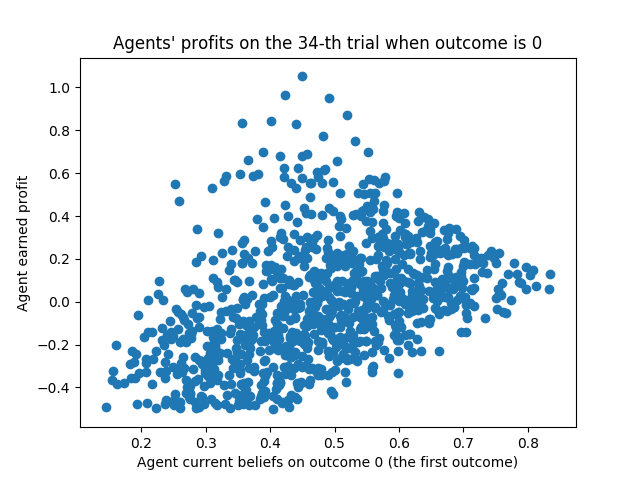 Agents' profits on the 34-th trial when outcome is 0
1.0
0.8
0.6
0.4
0.2
0.0
−0.2
−0.4
Agent earned profit
0.2 0.3 0.4 0.5 0.6 0.7 0.8
Agent current beliefs on outcome 0 (the first outcome)